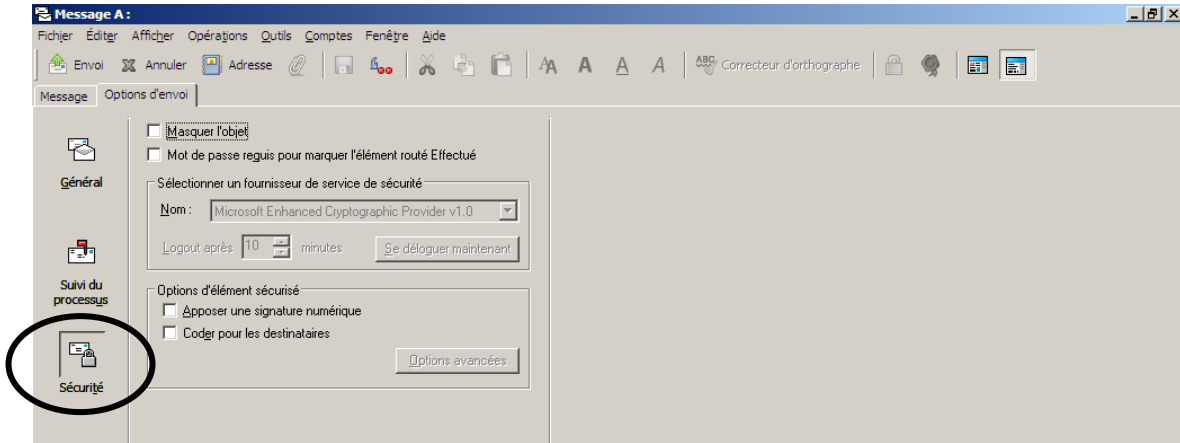 Message A :
Fichier Éditer Afficher Opérations Outils Comptes Fenêtre Aide
Envoi Annuler Adresse A A A A ABC Correcteur d'orthographe
Message Options d'envoi
Masquer l'objet
Mot de passe reguis pour marquer l'élément routé Effectué
Général
Sélectionner un fournisseur de service de sécurité
Nom : Microsoft Enhanced Cryptographic Provider v1.0
Logout après 10 minutes Se déloguer maintenant
Suivi du
processus
Options d'élément sécurisé
Apposer une signature numérique
Coder pour les destinataires
Options avancées
Sécurité